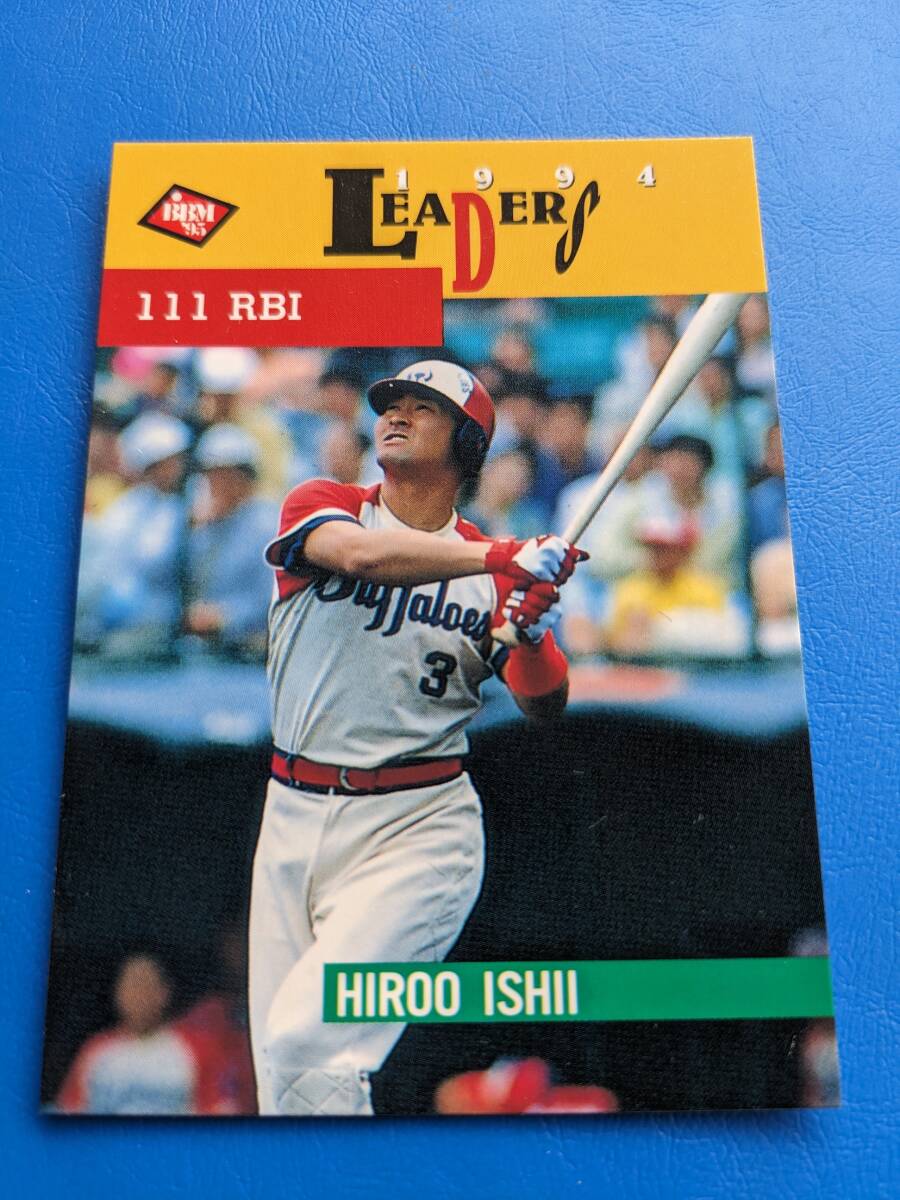 1994
LEADERS
BBM
'95
111 RBI
Buffaloes
3
HIROO ISHII